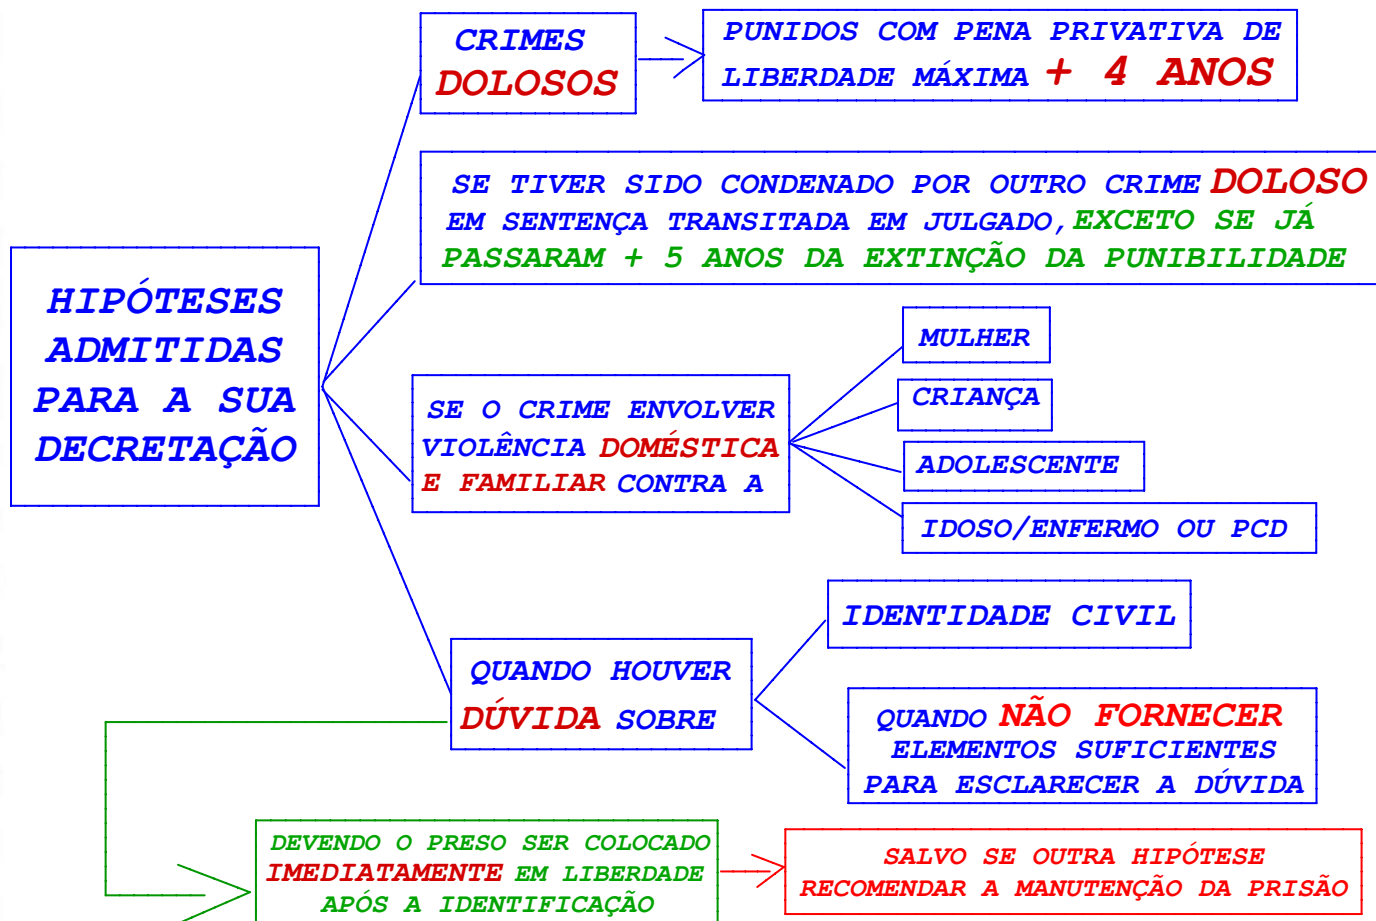 CRIMES
DOLOSOS
PUNIDOS COM PENA PRIVATIVA DE
LIBERDADE MÁXIMA + 4 ANOS
SE TIVER SIDO CONDENADO POR OUTRO CRIME DOLOSO
EM SENTENÇA TRANSITADA EM JULGADO, EXCETO SE JÁ
PASSARAM + 5 ANOS DA EXTINÇÃO DA PUNIBILIDADE
HIPÓTESES
ADMITIDAS
PARA A SUA
DECRETAÇÃO
SE O CRIME ENVOLVER
VIOLÊNCIA DOMÉSTICA
E FAMILIAR CONTRA A
MULHER
CRIANÇA
ADOLESCENTE
IDOSO/ENFERMO OU PCD
QUANDO HOUVER
DÚVIDA SOBRE
IDENTIDADE CIVIL
QUANDO NÃO FORNECER
ELEMENTOS SUFICIENTES
PARA ESCLARECER A DÚVIDA
DEVENDO O PRESO SER COLOCADO
IMEDIATAMENTE EM LIBERDADE
APÓS A IDENTIFICAÇÃO
SALVO SE OUTRA HIPÓTESE
RECOMENDAR A MANUTENÇÃO DA PRISÃO